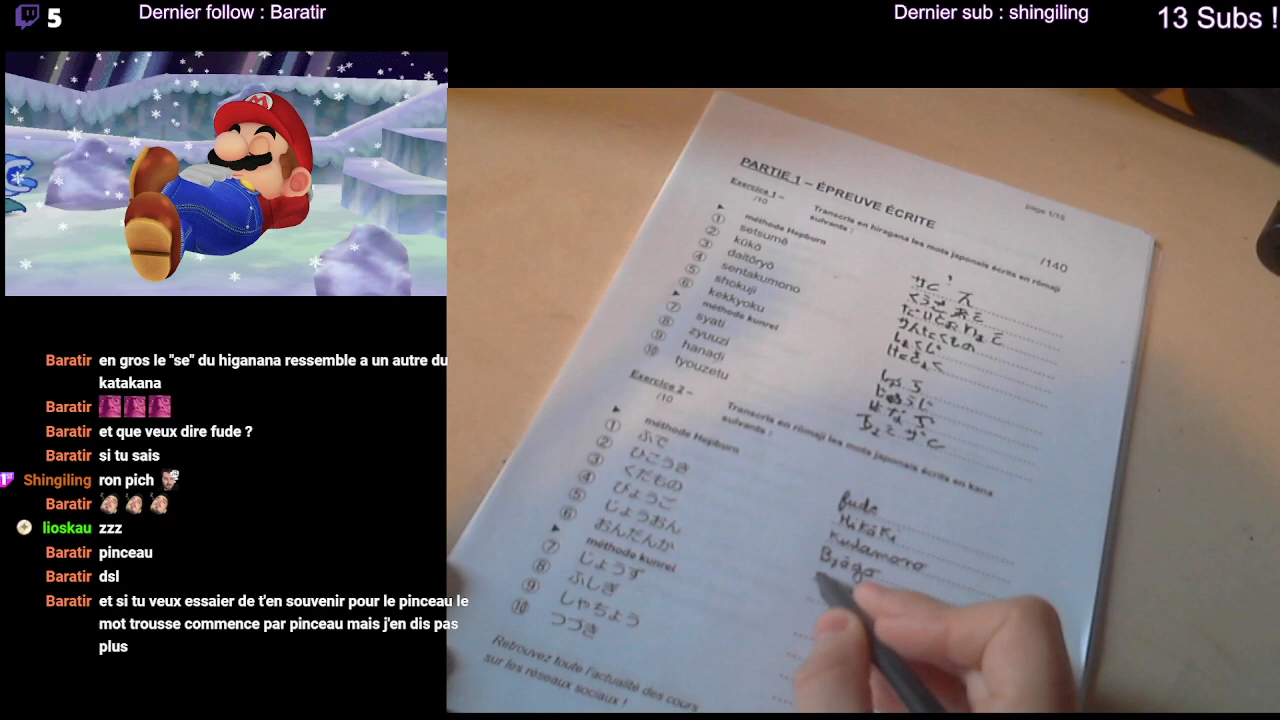 5
Dernier follow : Baratir
Dernier sub : shingiling
13 Subs !
M
Baratir en gros le "se" du higanana ressemble a un autre du
katakana
Baratir
Baratir et que veux dire fude ?
Baratir si tu sais
Shingiling ron pich
Baratir
lioskau zzz
Baratir pinceau
Baratir dsl
Baratir et si tu veux essaier de t'en souvenir pour le pinceau le
mot trousse commence par pinceau mais j'en dis pas
plus
page 1/15
PARTIE 1 – ÉPREUVE ÉCRITE
/140
Exercice 1 –
/10
Transcris en hiragana les mots japonais écrits en rōmaji
suivants :
méthode Hepburn
① setsumē
② kūkō
③ daitōryō
④ sentakumono
⑤ shokuji
⑥ kekkyoku
méthode kunrei
⑦ syati
⑧ zyuuzi
⑨ hanadi
⑩ tyouzetu
Exercice 2 –
/10
Transcris en rōmaji les mots japonais écrits en kana
suivants :
méthode Hepburn
① ふで fude
② ひこうき Hikōki
③ くだもの Kudamono
④ びょうご Byōgo
⑤ じょうおん
⑥ おんだんか
méthode kunrei
⑦ じょうず
⑧ ふしぎ
⑨ しゃちょう
⑩ つづき
Retrouvez toute l'actualité des cours
sur les réseaux sociaux !